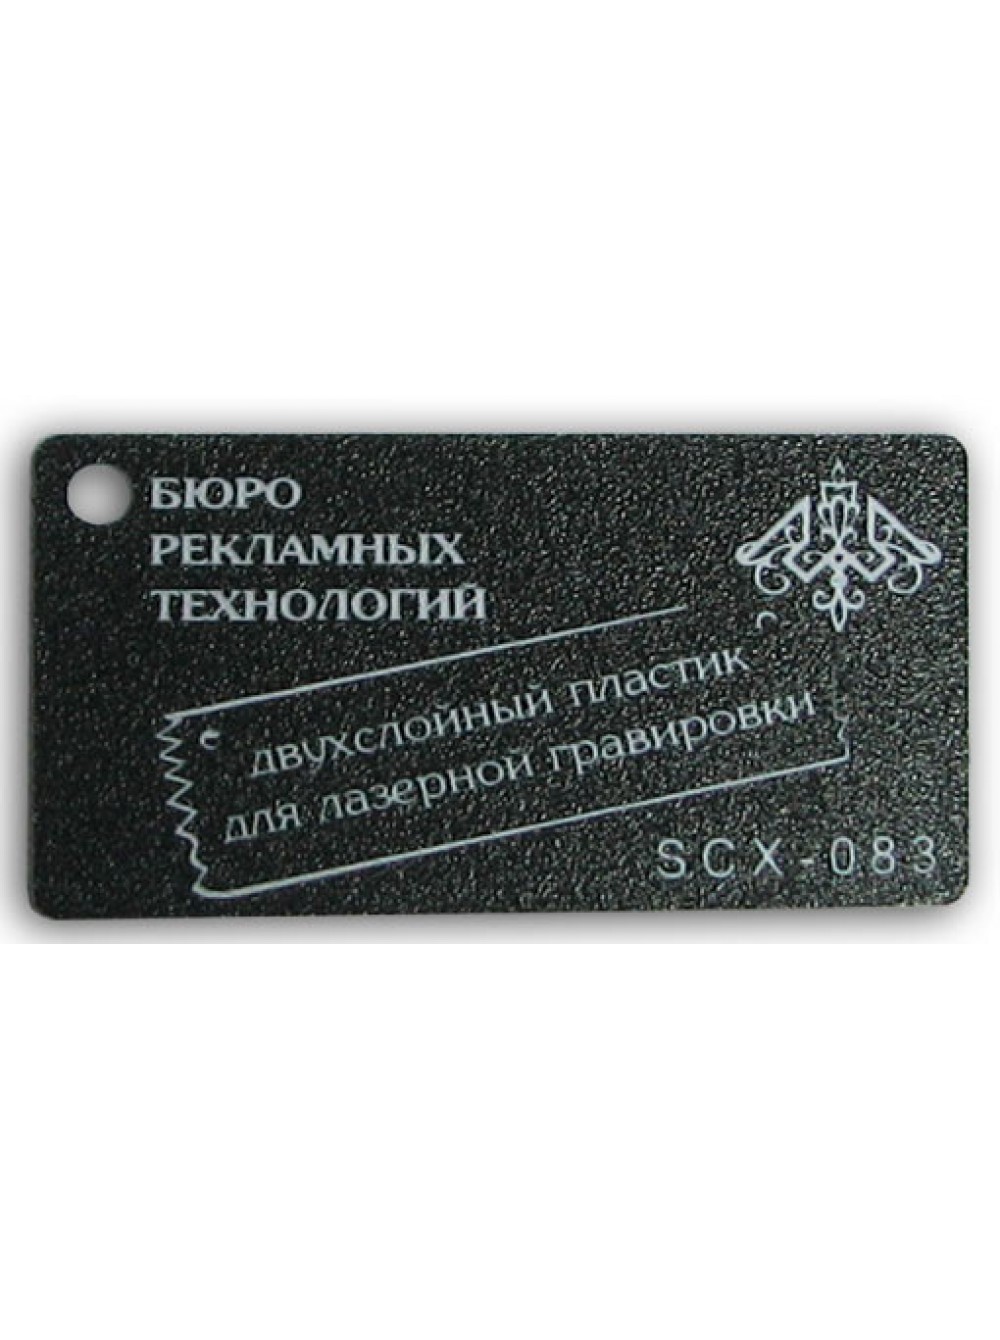 БЮРО
РЕКЛАМНЫХ
ТЕХНОЛОГИЙ
двухслойный пластик
для лазерной гравировки
SCX-083